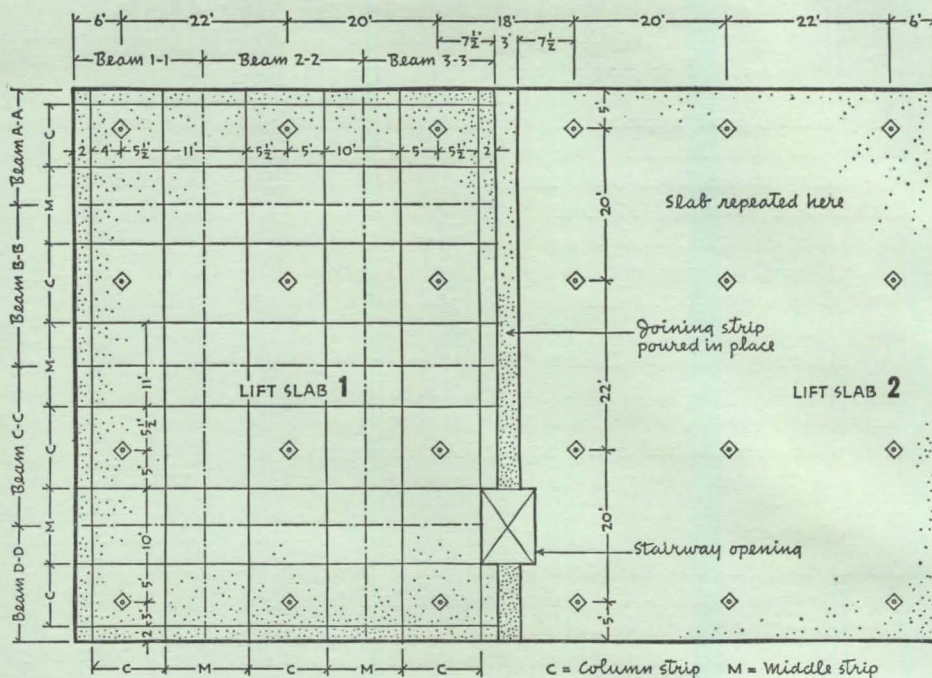 6' 22' 20' 18' 20' 22' 6'
7½' 3' 7½'
Beam 1-1 Beam 2-2 Beam 3-3
Beam A-A
Beam B-B
Beam C-C
Beam D-D
C
M
C
M
C
M
C
2' 4' 5½' 11' 5½' 5' 10' 5' 5½' 2'
5'
20'
22'
20'
5'
Slab repeated here
Joining strip
poured in place
LIFT SLAB 1
LIFT SLAB 2
11'
5½'
5'
10'
5'
3'
2
Stairway opening
C M C M C
C = Column strip M = Middle strip